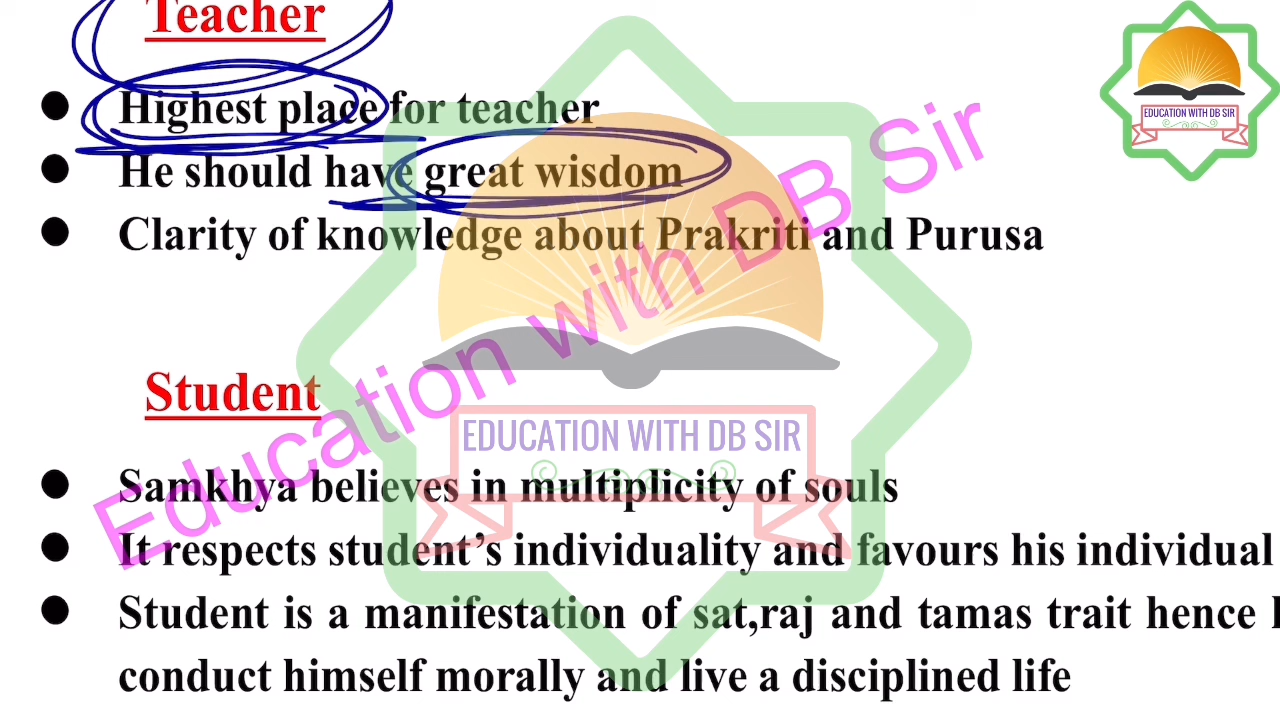 Teacher
EDUCATION WITH DB SIR
● Highest place for teacher
● He should have great wisdom
● Clarity of knowledge about Prakriti and Purusa
Education with DB Sir
Student
EDUCATION WITH DB SIR
● Samkhya believes in multiplicity of souls
● It respects student's individuality and favours his individual
● Student is a manifestation of sat,raj and tamas trait hence
conduct himself morally and live a disciplined life